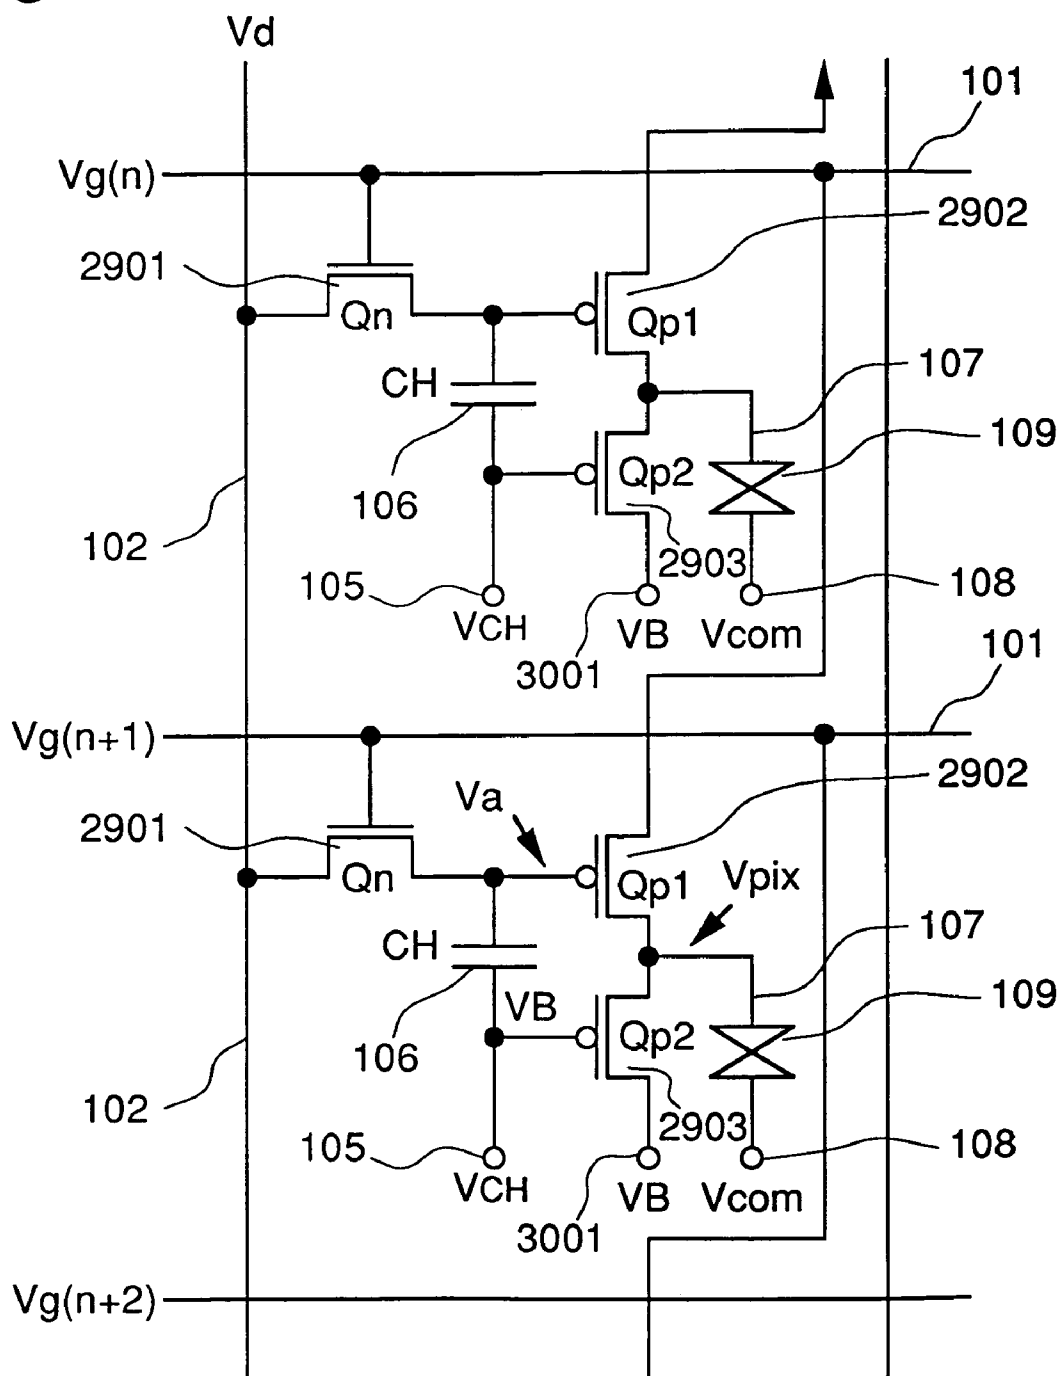 Vd
101
Vg(n)
2902
2901
Qn
Qp1
CH
107
109
Qp2
106
102
2903
105
108
VCH
VB
Vcom
3001
101
Vg(n+1)
2902
Va
2901
Qn
Qp1
Vpix
CH
107
VB
109
Qp2
106
102
2903
105
108
VCH
VB
Vcom
3001
Vg(n+2)